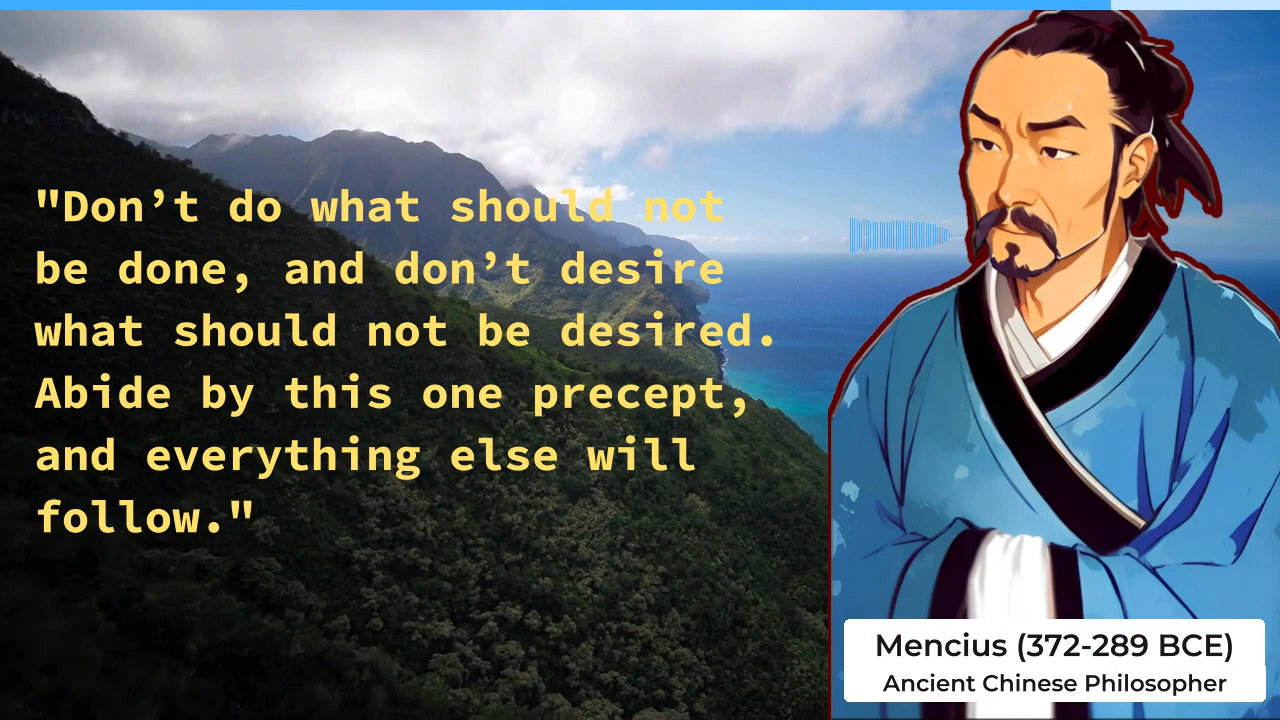 "Don’t do what should not
be done, and don’t desire
what should not be desired.
Abide by this one precept,
and everything else will
follow."
Mencius (372-289 BCE)
Ancient Chinese Philosopher